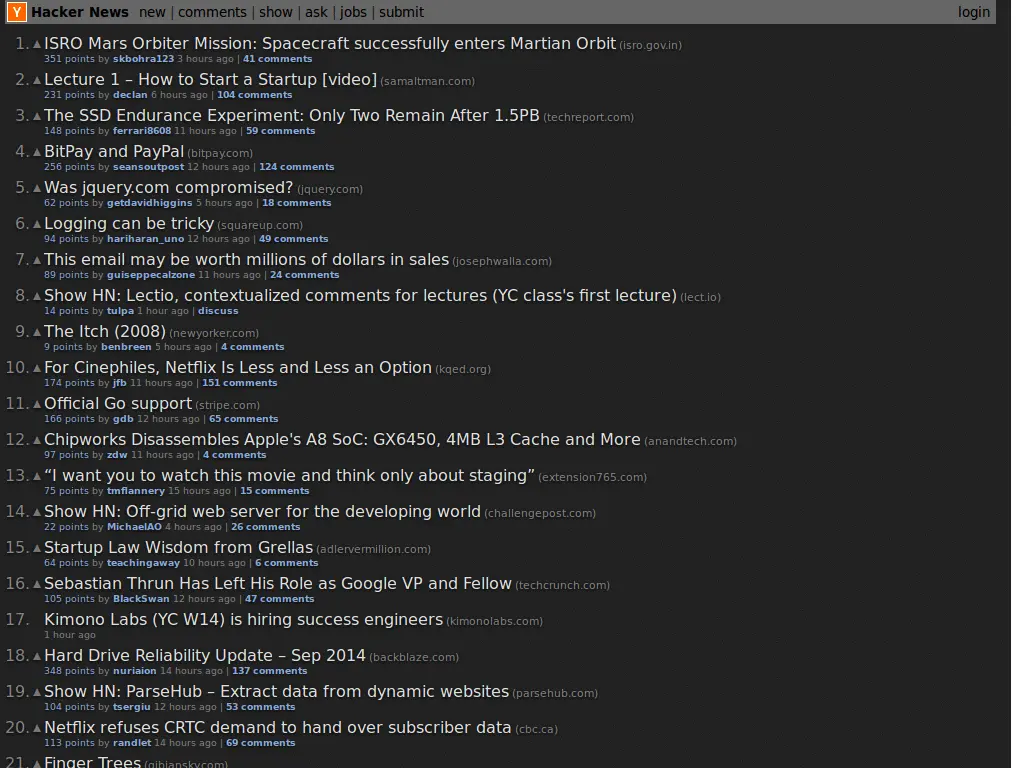 Y Hacker News new | comments | show | ask | jobs | submit login
1. ▲ ISRO Mars Orbiter Mission: Spacecraft successfully enters Martian Orbit (isro.gov.in)
351 points by skbohra123 3 hours ago | 41 comments
2. ▲ Lecture 1 – How to Start a Startup [video] (samaltman.com)
231 points by declan 6 hours ago | 104 comments
3. ▲ The SSD Endurance Experiment: Only Two Remain After 1.5PB (techreport.com)
148 points by ferrari8608 11 hours ago | 59 comments
4. ▲ BitPay and PayPal (bitpay.com)
256 points by seansoutpost 12 hours ago | 124 comments
5. ▲ Was jquery.com compromised? (jquery.com)
62 points by getdavidhiggins 5 hours ago | 18 comments
6. ▲ Logging can be tricky (squareup.com)
94 points by hariharan_uno 12 hours ago | 49 comments
7. ▲ This email may be worth millions of dollars in sales (josephwalla.com)
89 points by guiseppecalzone 11 hours ago | 24 comments
8. ▲ Show HN: Lectio, contextualized comments for lectures (YC class's first lecture) (lect.io)
14 points by tulpa 1 hour ago | discuss
9. ▲ The Itch (2008) (newyorker.com)
9 points by benbreen 5 hours ago | 4 comments
10. ▲ For Cinephiles, Netflix Is Less and Less an Option (kqed.org)
174 points by jfb 11 hours ago | 151 comments
11. ▲ Official Go support (stripe.com)
166 points by gdb 12 hours ago | 65 comments
12. ▲ Chipworks Disassembles Apple's A8 SoC: GX6450, 4MB L3 Cache and More (anandtech.com)
97 points by zdw 11 hours ago | 4 comments
13. ▲ “I want you to watch this movie and think only about staging” (extension765.com)
75 points by tmflannery 15 hours ago | 15 comments
14. ▲ Show HN: Off-grid web server for the developing world (challengepost.com)
22 points by MichaelAO 4 hours ago | 26 comments
15. ▲ Startup Law Wisdom from Grellas (adlervermillion.com)
64 points by teachingaway 10 hours ago | 6 comments
16. ▲ Sebastian Thrun Has Left His Role as Google VP and Fellow (techcrunch.com)
105 points by BlackSwan 12 hours ago | 47 comments
17. Kimono Labs (YC W14) is hiring success engineers (kimonolabs.com)
1 hour ago
18. ▲ Hard Drive Reliability Update – Sep 2014 (backblaze.com)
348 points by nuriaion 14 hours ago | 137 comments
19. ▲ Show HN: ParseHub – Extract data from dynamic websites (parsehub.com)
104 points by tsergiu 12 hours ago | 53 comments
20. ▲ Netflix refuses CRTC demand to hand over subscriber data (cbc.ca)
113 points by randlet 14 hours ago | 69 comments
21. ▲ Finger Trees (giblansky.com)